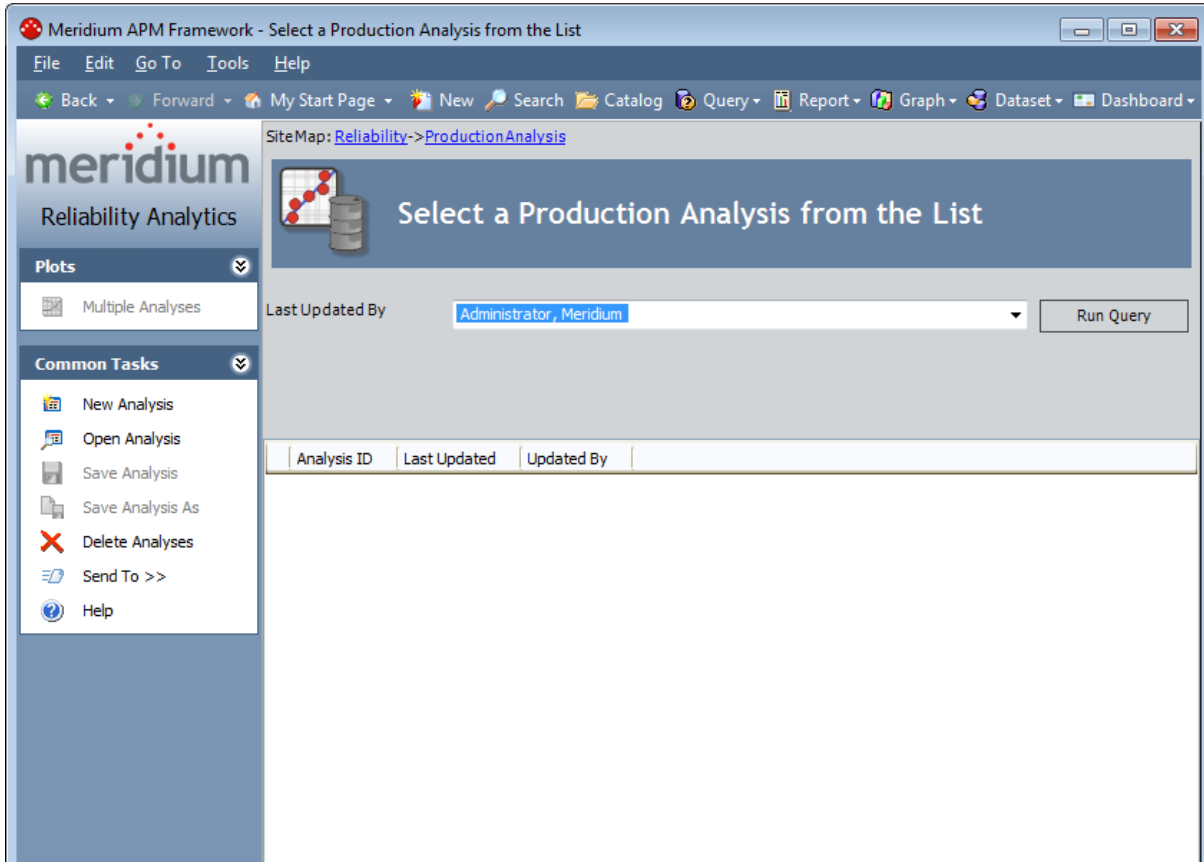 Meridium APM Framework - Select a Production Analysis from the List
File Edit Go To Tools Help
Back Forward My Start Page New Search Catalog Query Report Graph Dataset Dashboard
meridium
Reliability Analytics
Plots
Multiple Analyses
Common Tasks
New Analysis
Open Analysis
Save Analysis
Save Analysis As
Delete Analyses
Send To >>
Help
Site Map: Reliability->Production Analysis
Select a Production Analysis from the List
Last Updated By Administrator, Meridium Run Query
Analysis ID Last Updated Updated By